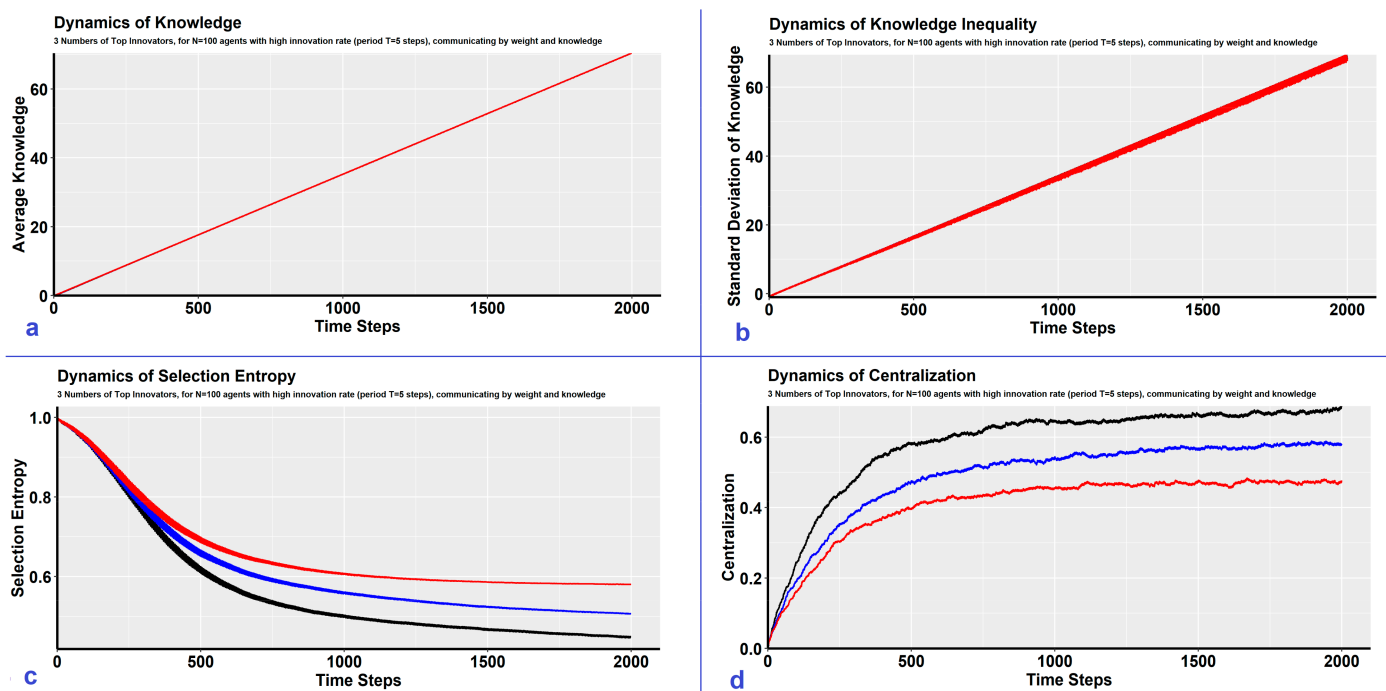 Dynamics of Knowledge
3 Numbers of Top Innovators, for N=100 agents with high innovation rate (period T=5 steps), communicating by weight and knowledge
Average Knowledge
60
40
20
0
0 500 1000 1500 2000
Time Steps
a
Dynamics of Knowledge Inequality
3 Numbers of Top Innovators, for N=100 agents with high innovation rate (period T=5 steps), communicating by weight and knowledge
Standard Deviation of Knowledge
60
40
20
0
0 500 1000 1500 2000
Time Steps
b
Dynamics of Selection Entropy
3 Numbers of Top Innovators, for N=100 agents with high innovation rate (period T=5 steps), communicating by weight and knowledge
Selection Entropy
1.0
0.8
0.6
0 500 1000 1500 2000
Time Steps
c
Dynamics of Centralization
3 Numbers of Top Innovators, for N=100 agents with high innovation rate (period T=5 steps), communicating by weight and knowledge
Centralization
0.6
0.4
0.2
0.0
0 500 1000 1500 2000
Time Steps
d